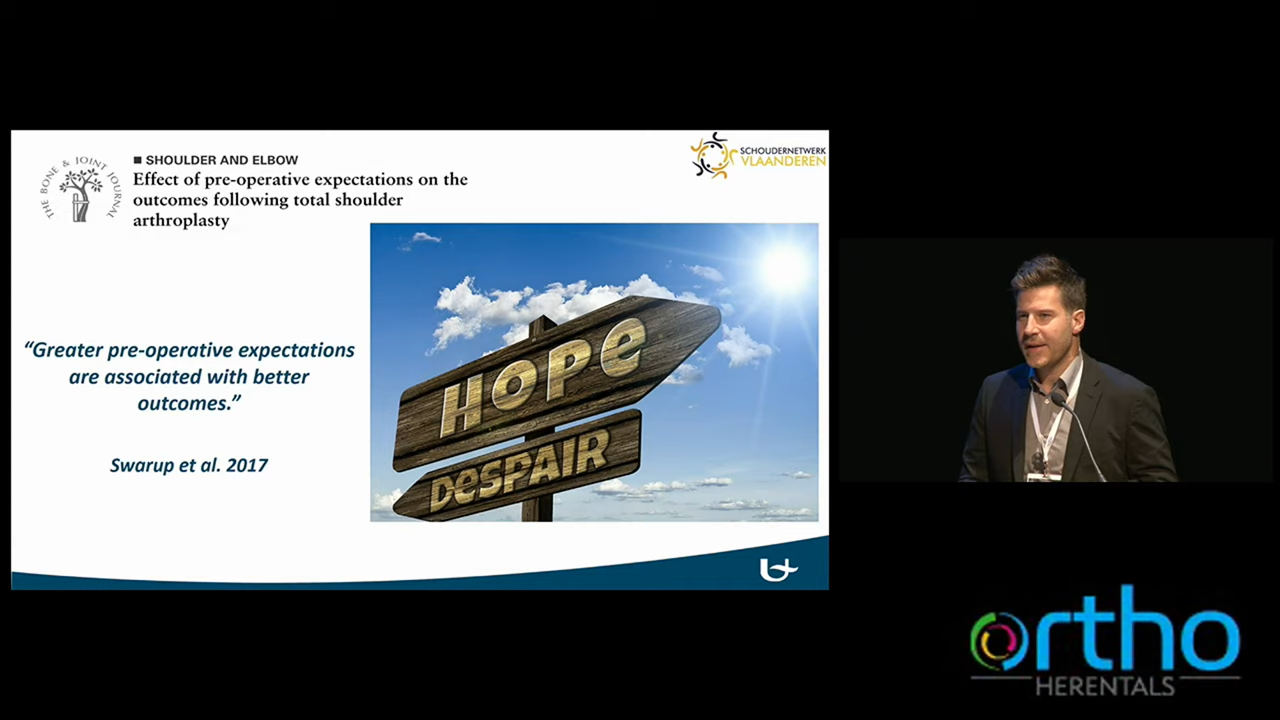 THE BONE & JOINT JOURNAL
■ SHOULDER AND ELBOW
Effect of pre-operative expectations on the
outcomes following total shoulder
arthroplasty
SCHOUDERNETWERK
VLAANDEREN
“Greater pre-operative expectations
are associated with better
outcomes.”
Swarup et al. 2017
HOPe
DeSPAIR
ortho
HERENTALS